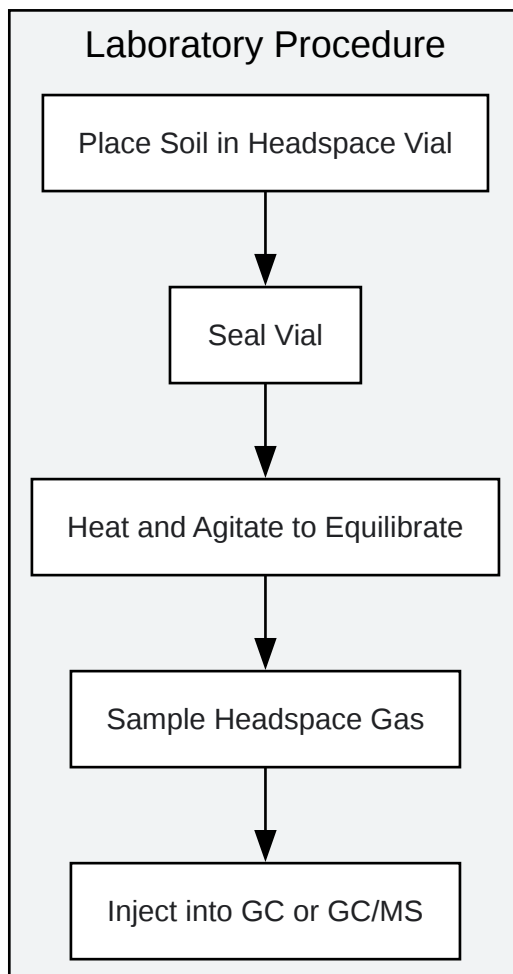 Laboratory Procedure
Place Soil in Headspace Vial
Seal Vial
Heat and Agitate to Equilibrate
Sample Headspace Gas
Inject into GC or GC/MS